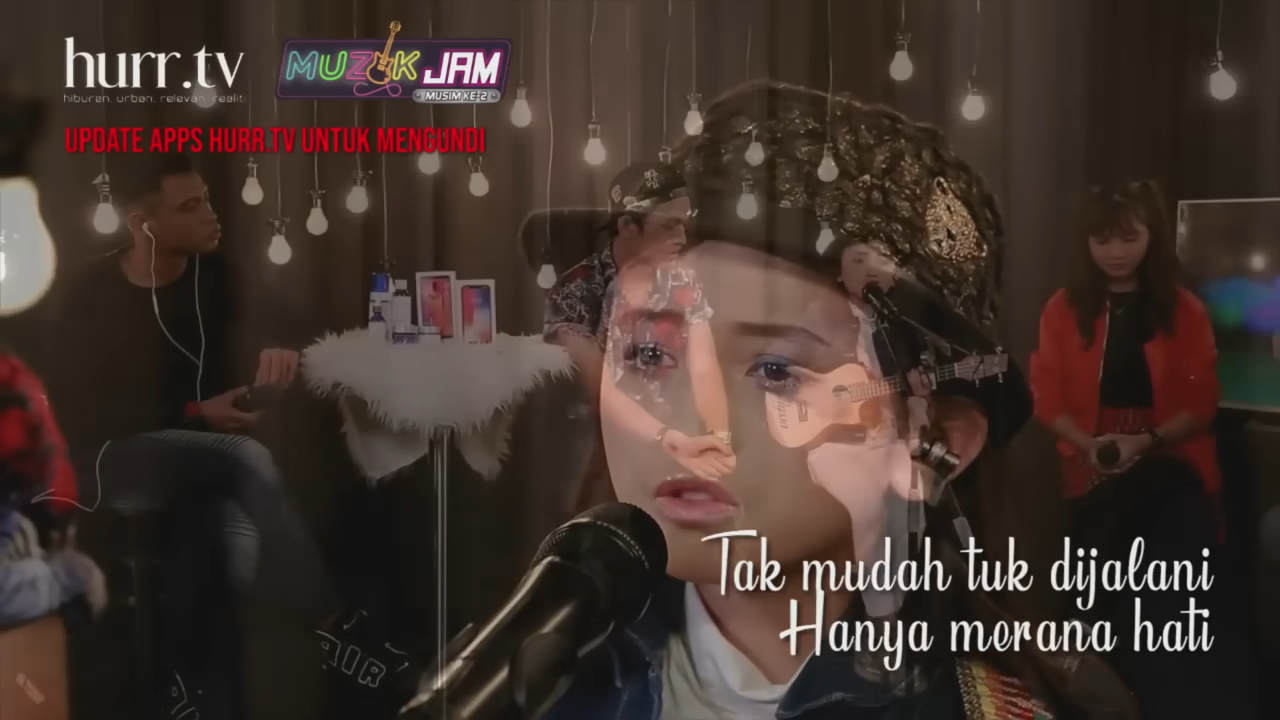 hurr.tv
hiburan. urban. relevan. realiti
MUZIK JAM
MUSIM KE-2
UPDATE APPS HURR.TV UNTUK MENGUNDI
Tak mudah tuk dijalani
Hanya merana hati
AIR